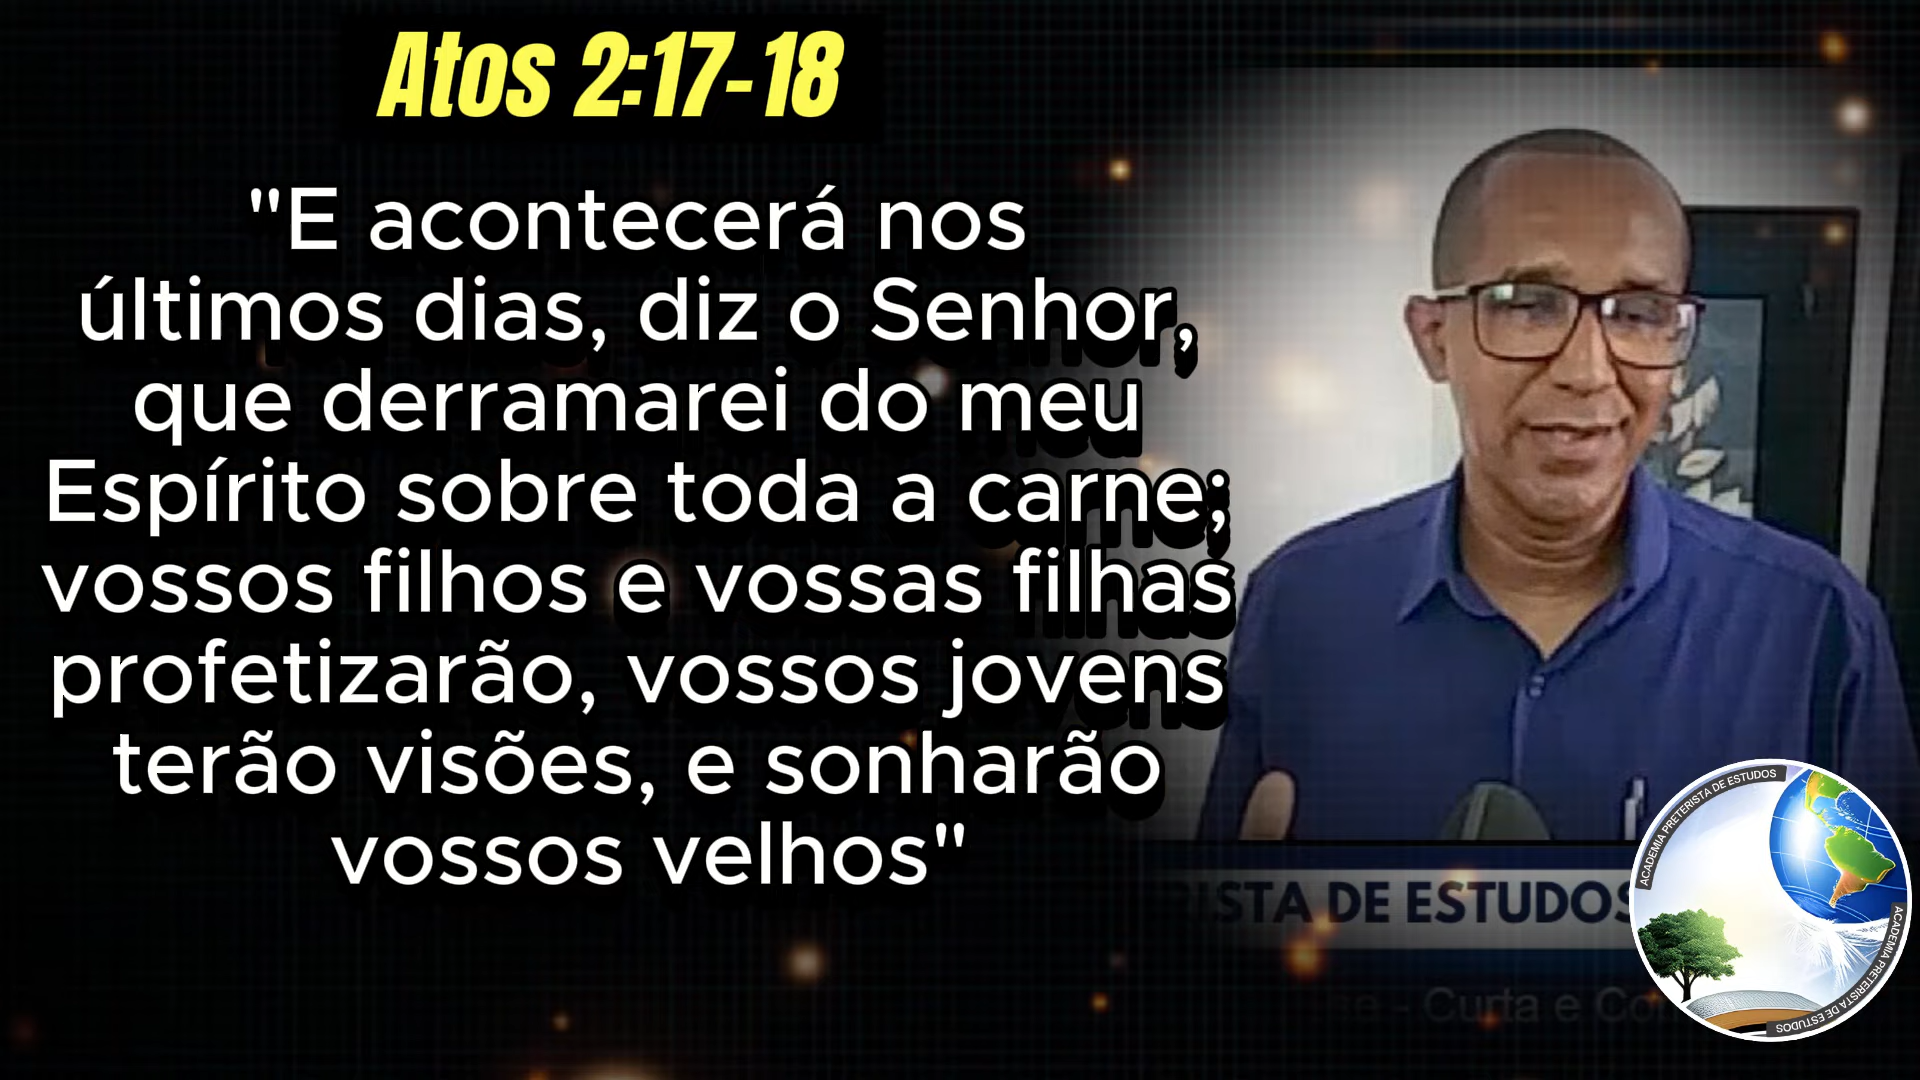 Atos 2:17-18
"E acontecerá nos
últimos dias, diz o Senhor,
que derramarei do meu
Espírito sobre toda a carne;
vossos filhos e vossas filhas
profetizarão, vossos jovens
terão visões, e sonharão
vossos velhos"
DE ESTUDOS
- Curta e
ACADEMIA PRETERISTA DE ESTUDOS
ACADEMIA PRETERISTA DE ESTUDOS